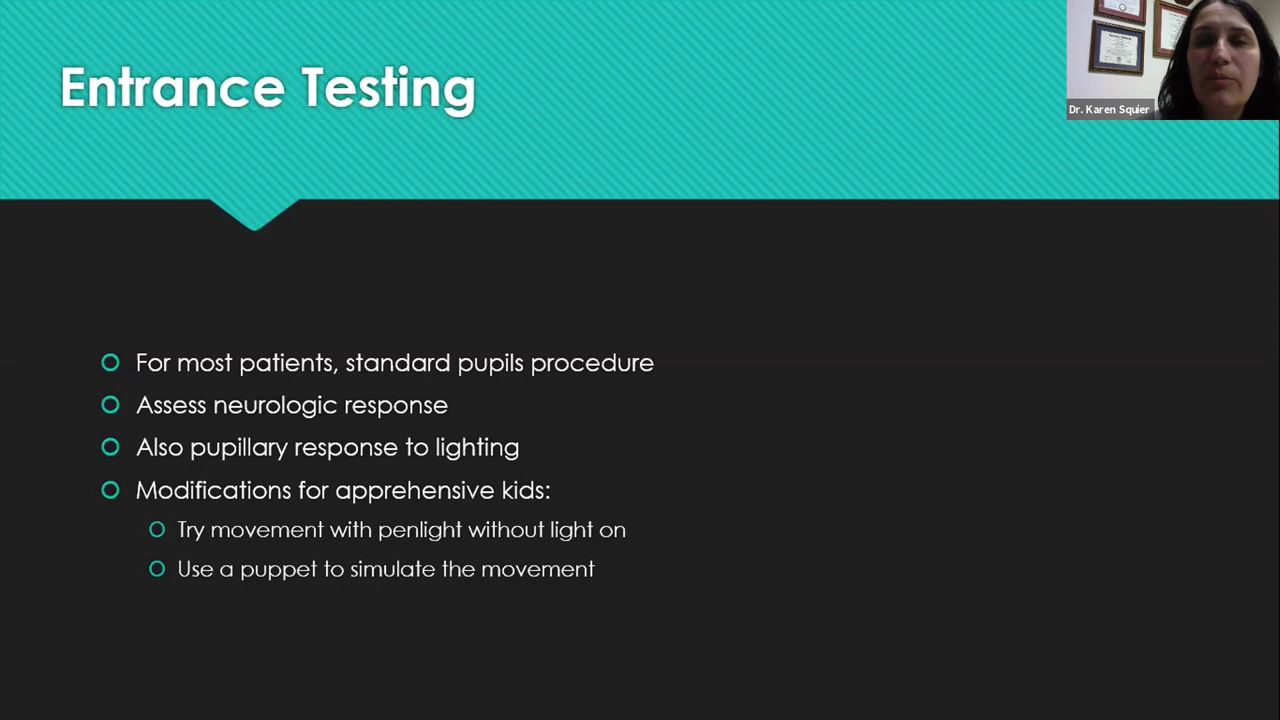 Entrance Testing
Dr. Karen Squier
For most patients, standard pupils procedure
Assess neurologic response
Also pupillary response to lighting
Modifications for apprehensive kids:
Try movement with penlight without light on
Use a puppet to simulate the movement